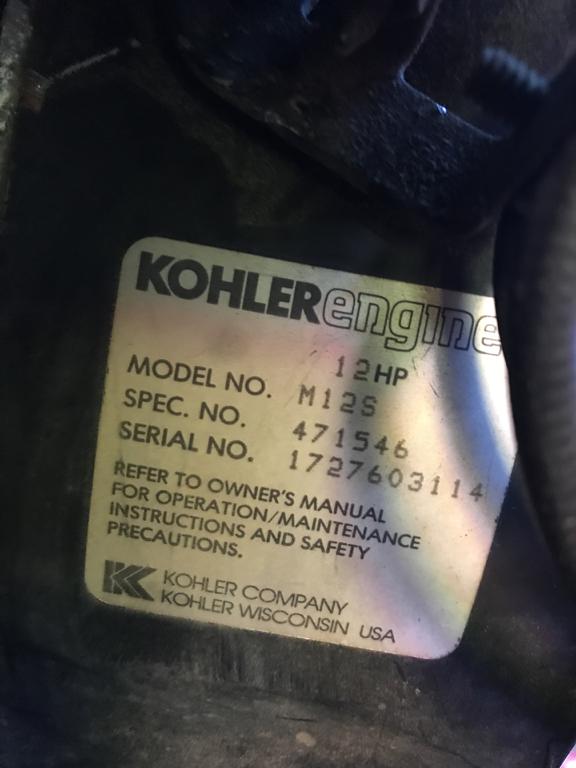 KOHLERengine
12HP
MODEL NO. M12S
SPEC. NO. 471546
SERIAL NO. 1727603114
REFER TO OWNER'S MANUAL
FOR OPERATION/MAINTENANCE
INSTRUCTIONS AND SAFETY
PRECAUTIONS.
KOHLER COMPANY
KOHLER WISCONSIN USA